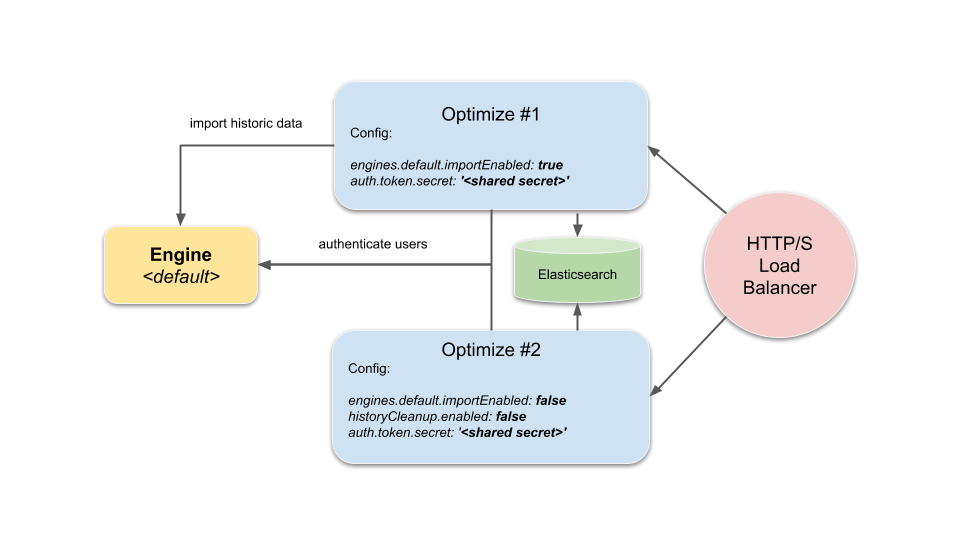 Optimize #1
Config:
engines.default.importEnabled: true
auth.token.secret: '<shared secret>'
import historic data
authenticate users
Engine
<default>
Elasticsearch
HTTP/S
Load
Balancer
Optimize #2
Config:
engines.default.importEnabled: false
historyCleanup.enabled: false
auth.token.secret: '<shared secret>'